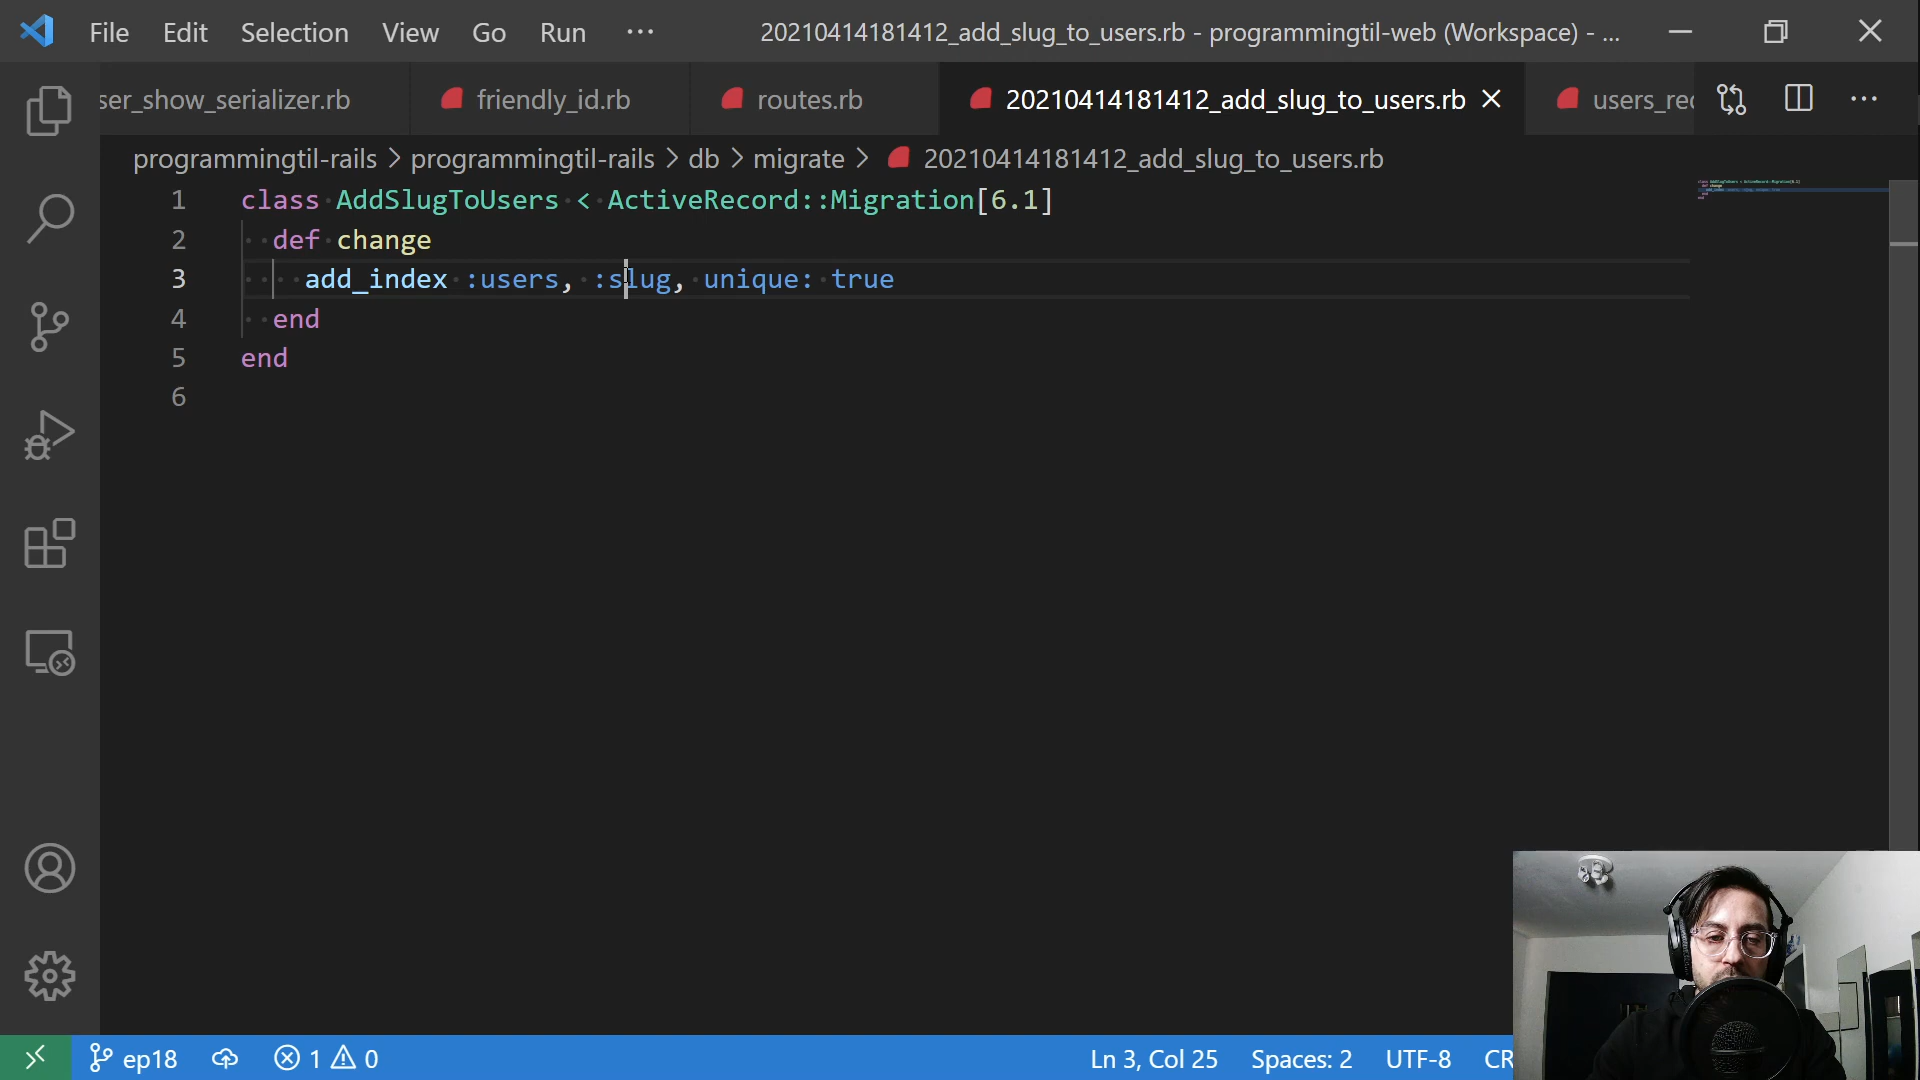 File Edit Selection View Go Run ··· 20210414181412_add_slug_to_users.rb - programmingtil-web (Workspace) - ...
ser_show_serializer.rb friendly_id.rb routes.rb 20210414181412_add_slug_to_users.rb users_rec
programmingtil-rails > programmingtil-rails > db > migrate > 20210414181412_add_slug_to_users.rb
1 class AddSlugToUsers < ActiveRecord::Migration[6.1]
2 def change
3 add_index :users, :slug, unique: true
4 end
5 end
6
ep18 1 0 Ln 3, Col 25 Spaces: 2 UTF-8 CR